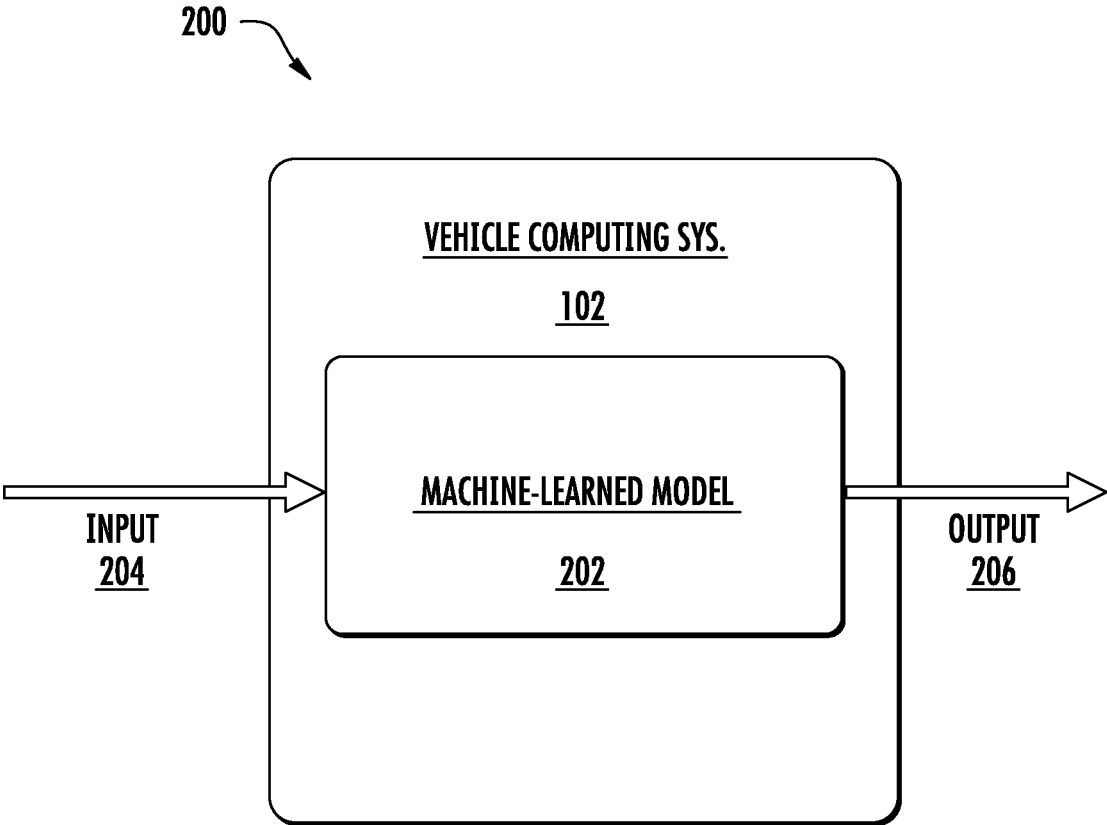 200
VEHICLE COMPUTING SYS.
102
MACHINE-LEARNED MODEL
202
INPUT
204
OUTPUT
206